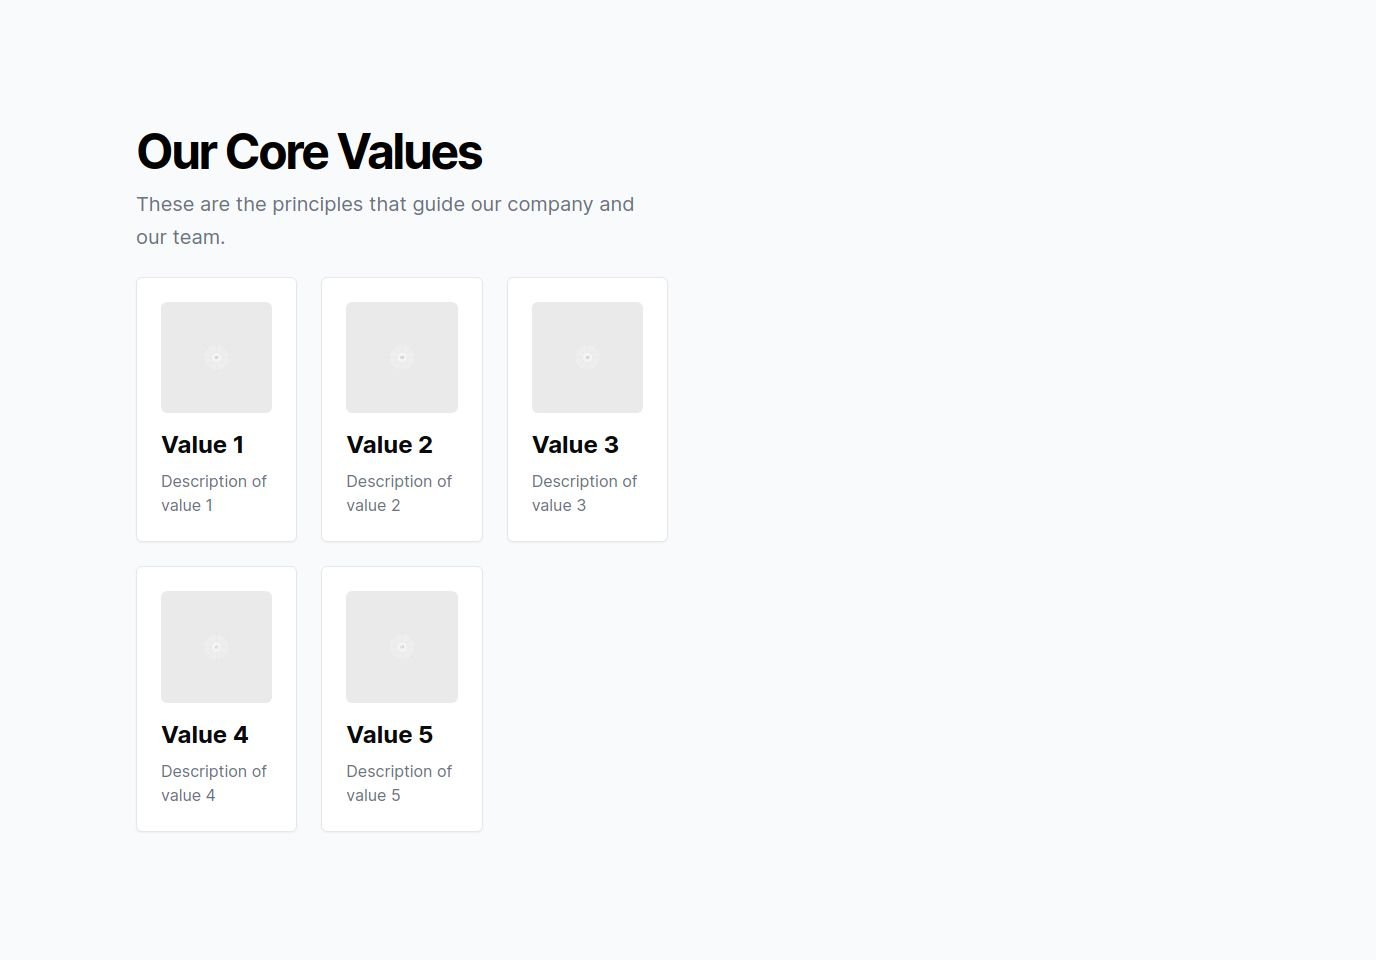 Our Core Values
These are the principles that guide our company and
our team.
Value 1
Description of
value 1
Value 2
Description of
value 2
Value 3
Description of
value 3
Value 4
Description of
value 4
Value 5
Description of
value 5